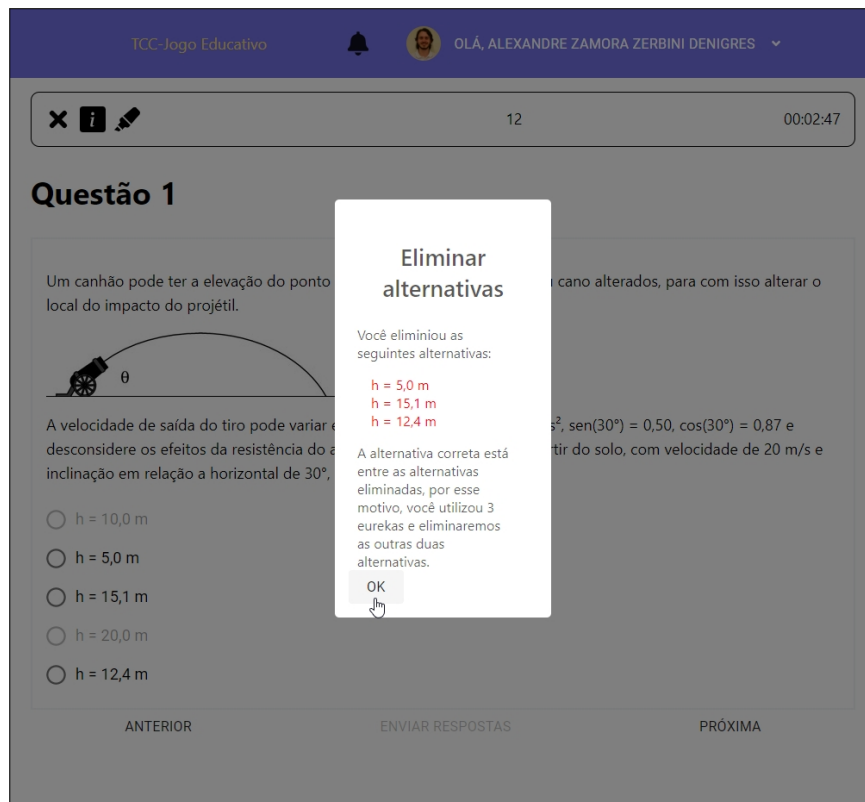 TCC-Jogo Educativo
OLÁ, ALEXANDRE ZAMORA ZERBINI DENIGRES
12
00:02:47
Questão 1
Eliminar
alternativas
Você eliminiou as
seguintes alternativas:
h = 5,0 m
h = 15,1 m
h = 12,4 m
A alternativa correta está
entre as alternativas
eliminadas, por esse
motivo, você utilizou 3
eurekas e eliminaremos
as outras duas
alternativas.
OK
Um canhão pode ter a elevação do ponto cano alterados, para com isso alterar o
local do impacto do projétil.
θ
A velocidade de saída do tiro pode variar s², sen(30°) = 0,50, cos(30°) = 0,87 e
desconsidere os efeitos da resistência do do solo, com velocidade de 20 m/s e
inclinação em relação a horizontal de 30°,
h = 10,0 m
h = 5,0 m
h = 15,1 m
h = 20,0 m
h = 12,4 m
ANTERIOR
ENVIAR RESPOSTAS
PRÓXIMA